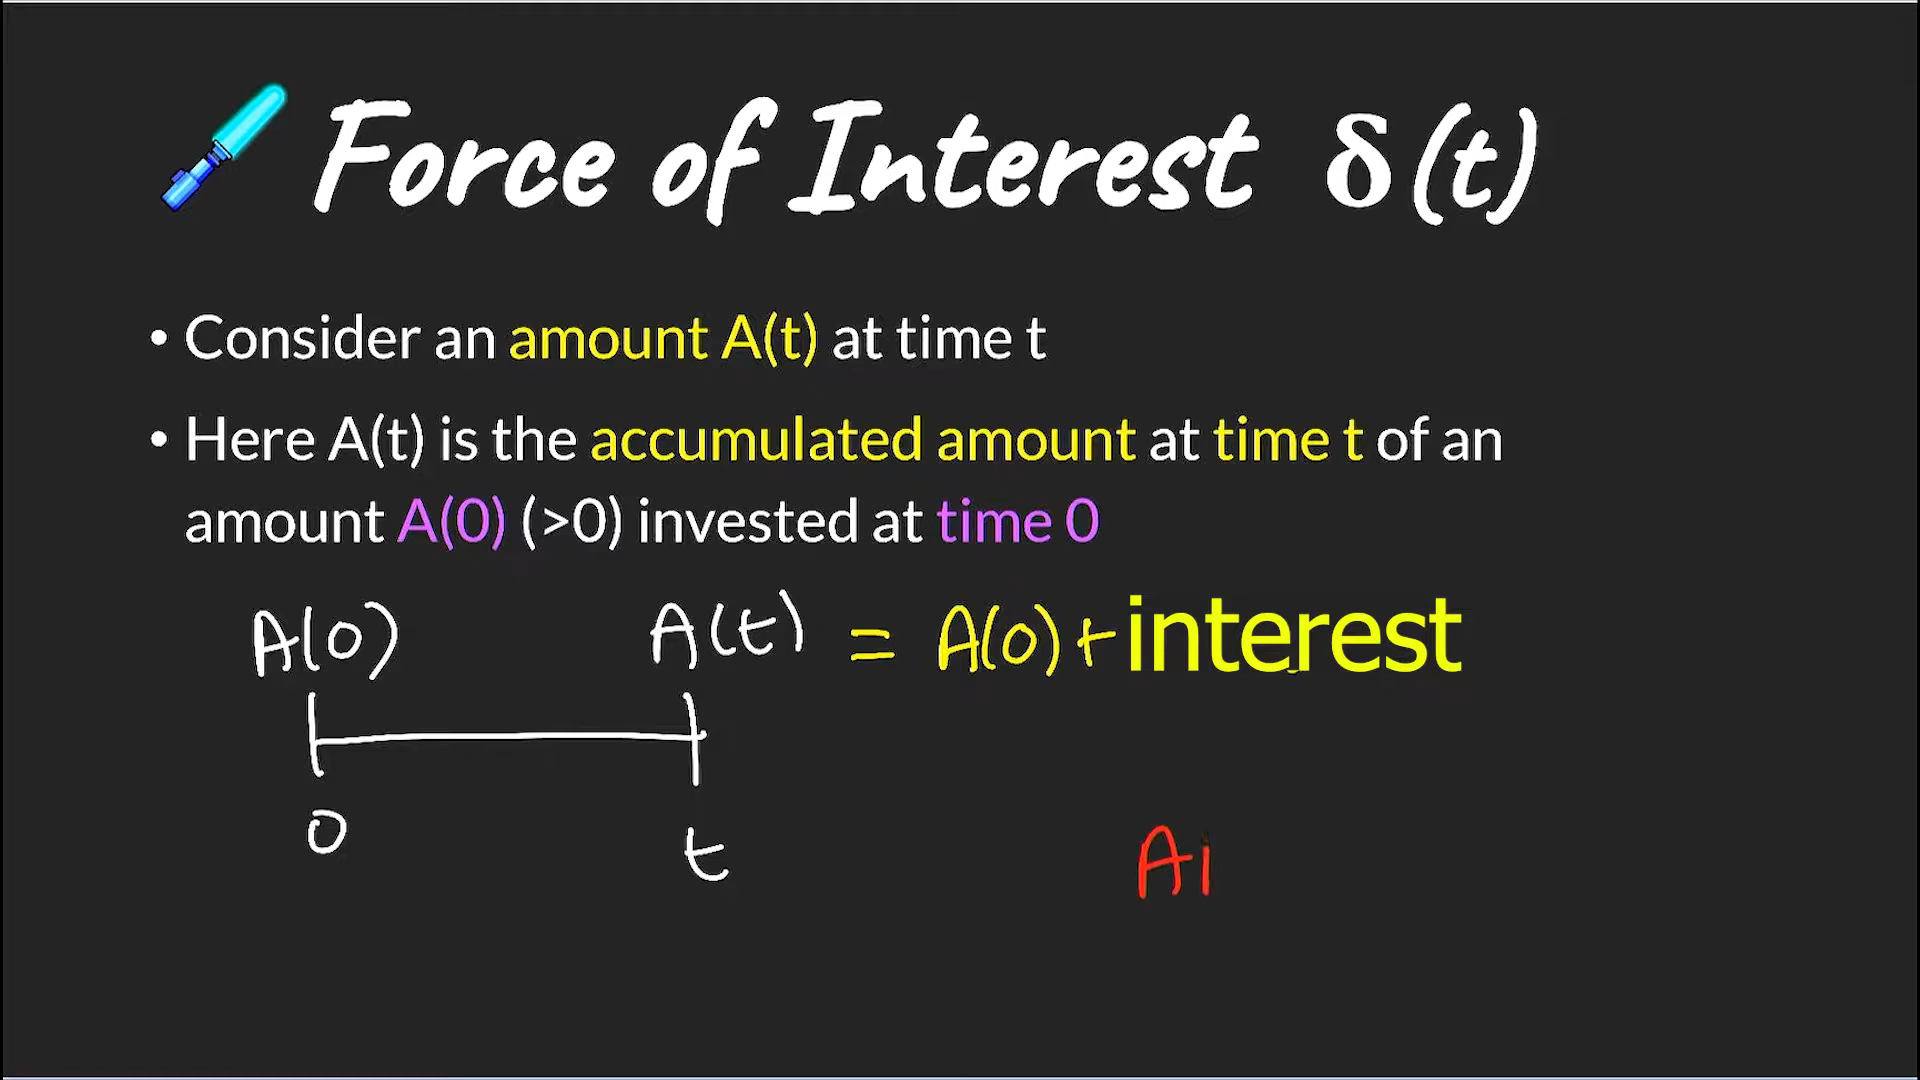 Force of Interest δ(t)
• Consider an amount A(t) at time t
• Here A(t) is the accumulated amount at time t of an
amount A(0) (>0) invested at time 0
A(0) A(t) = A(0) + interest
0 t
Ai